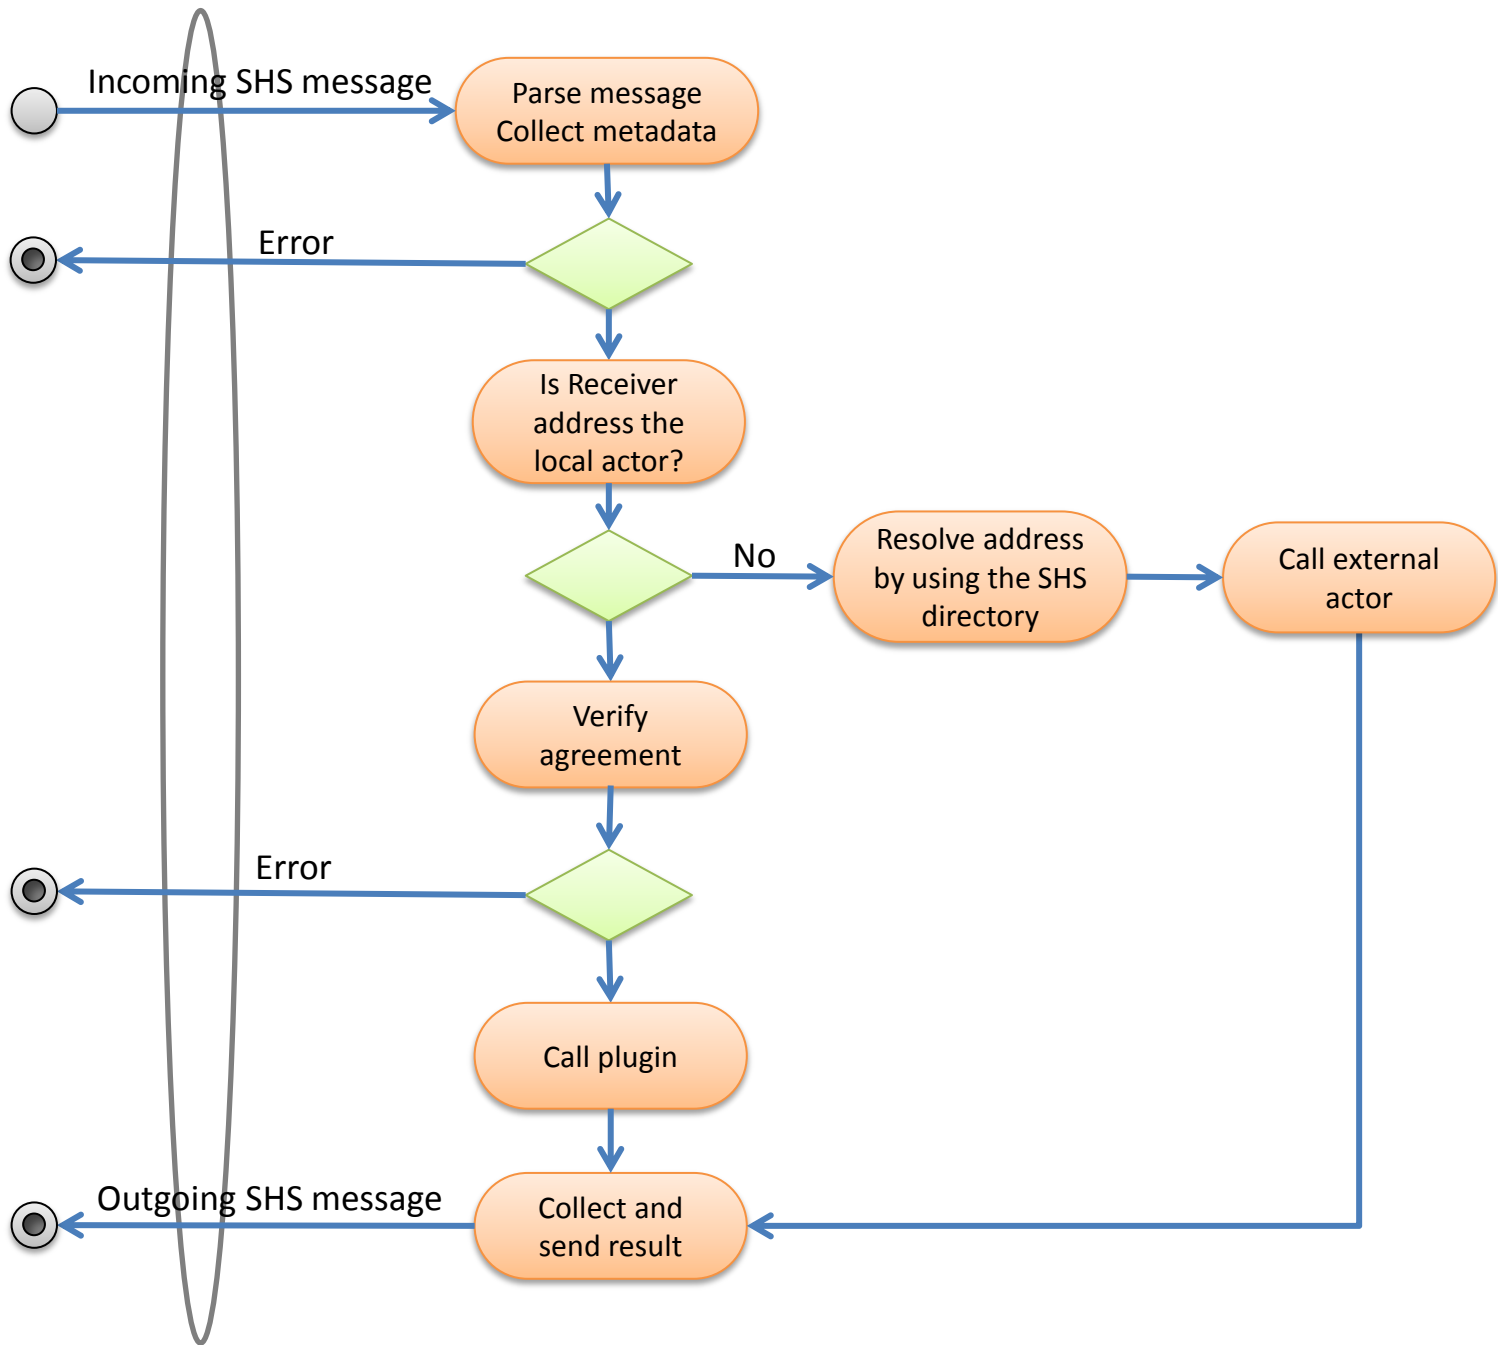 Incoming SHS message
Parse message
Collect metadata
Error
Is Receiver
address the
local actor?
No
Resolve address
by using the SHS
directory
Call external
actor
Verify
agreement
Error
Call plugin
Outgoing SHS message
Collect and
send result